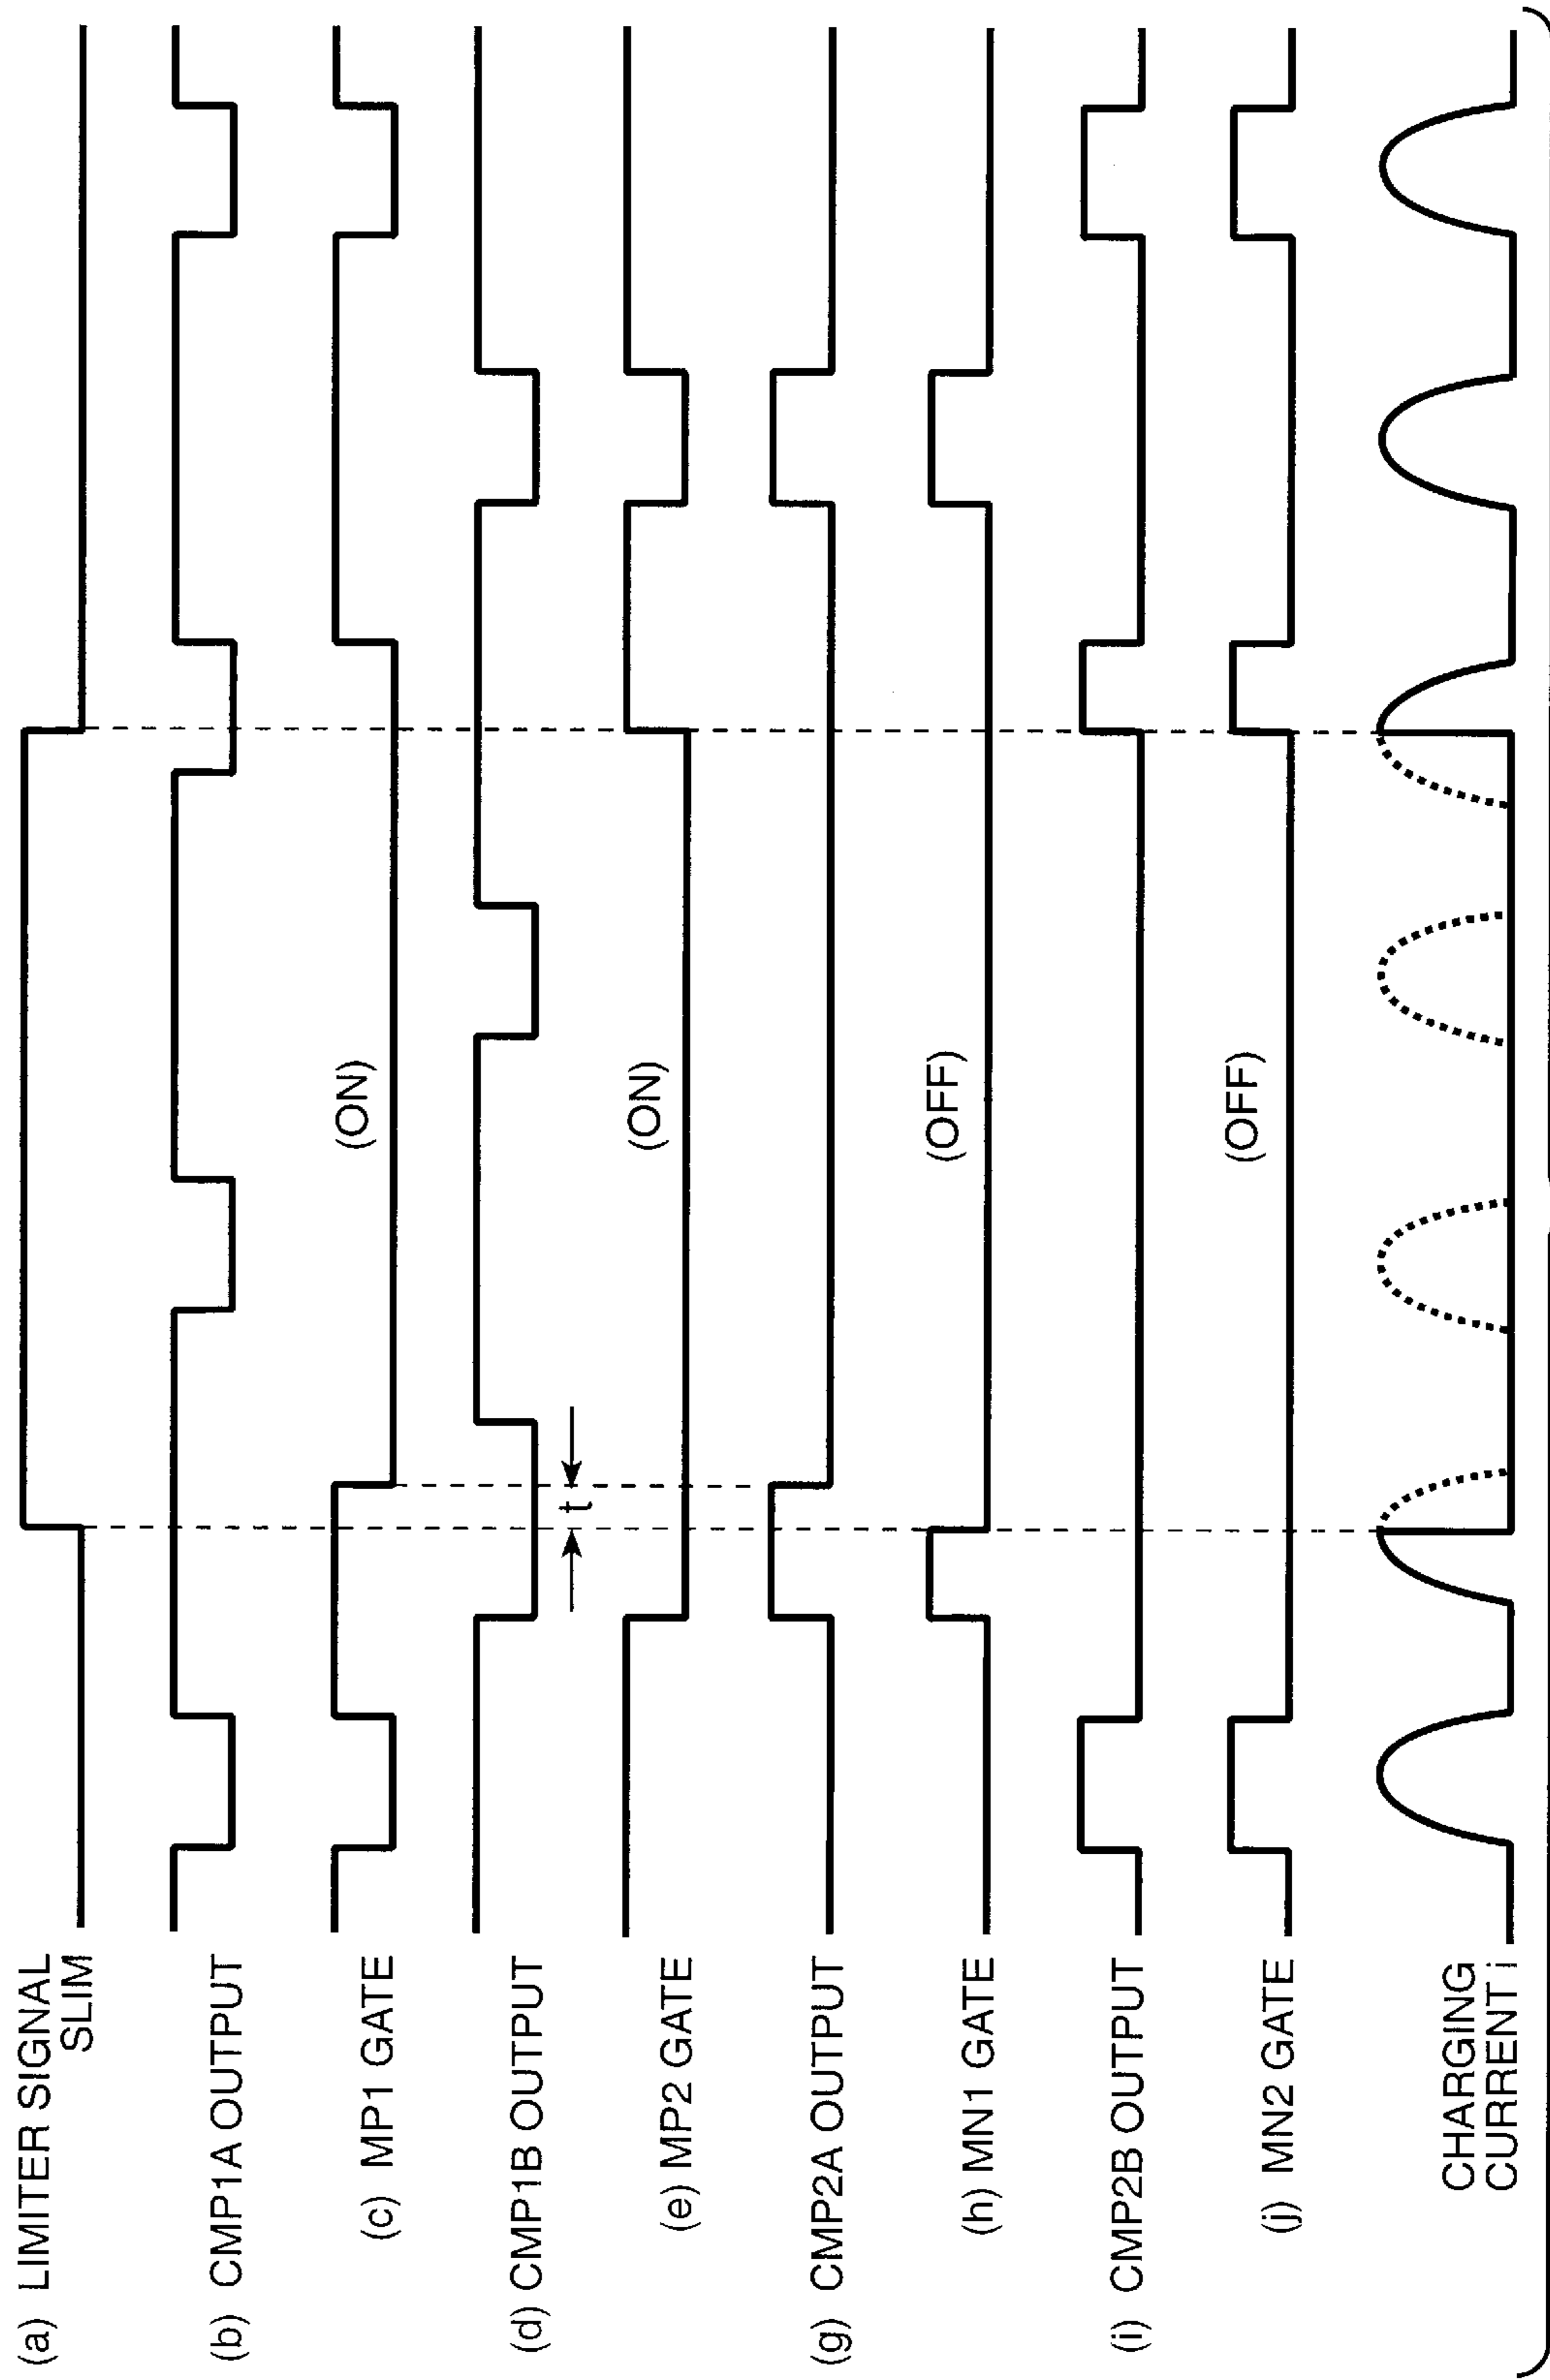 (a) LIMITER SIGNAL
SLIM
(b) CMP1A OUTPUT
(c) MP1 GATE
(ON)
(d) CMP1B OUTPUT
t
(e) MP2 GATE
(ON)
(g) CMP2A OUTPUT
(h) MN1 GATE
(OFF)
(i) CMP2B OUTPUT
(j) MN2 GATE
(OFF)
CHARGING
CURRENT i